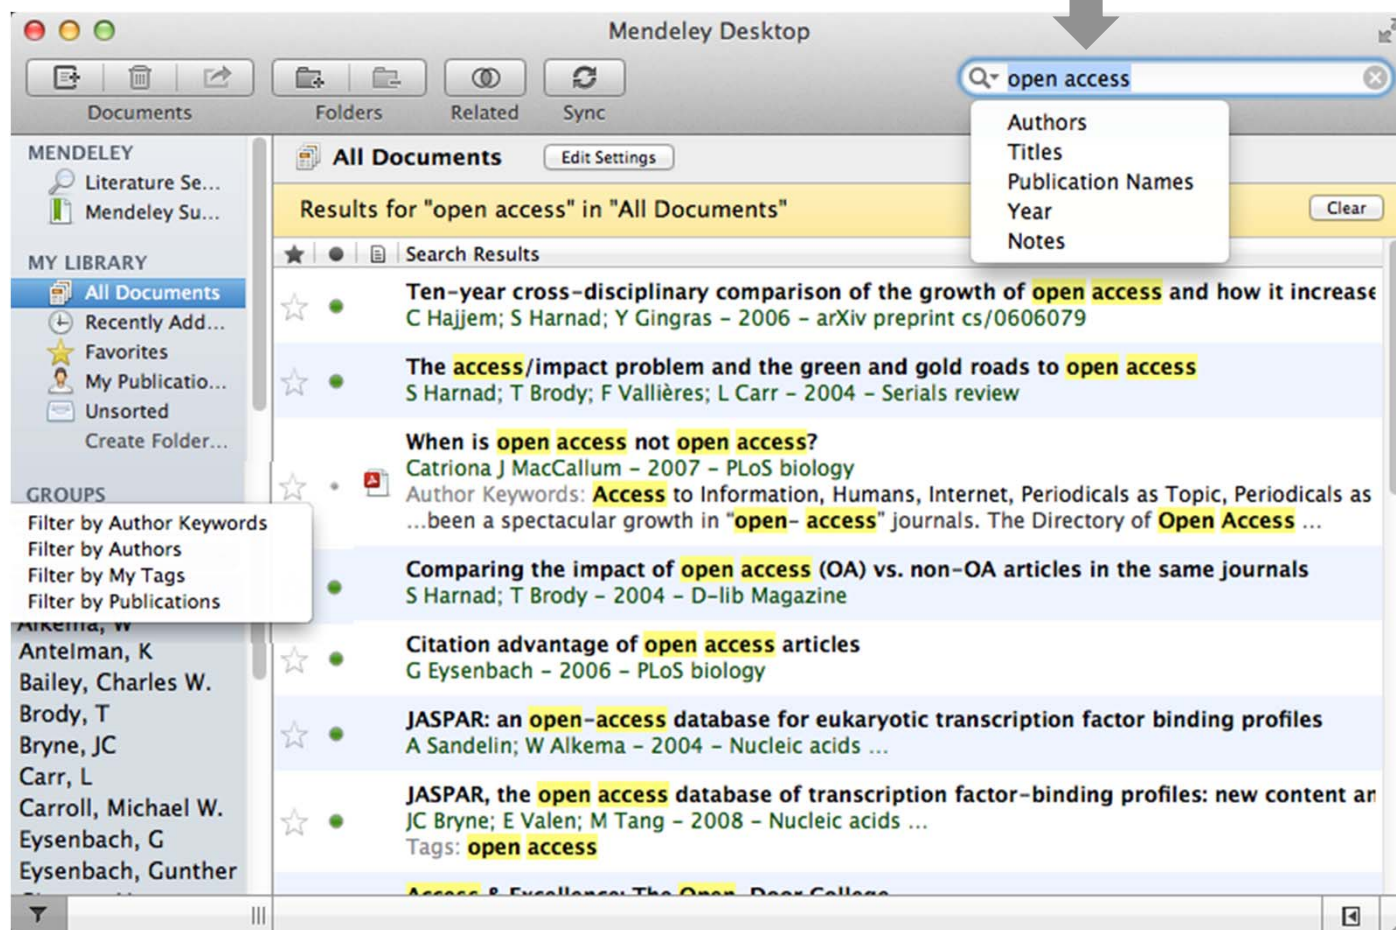 Mendeley Desktop
open access
Documents
Folders
Related
Sync
Authors
Titles
Publication Names
Year
Notes
MENDELEY
Literature Se...
Mendeley Su...
MY LIBRARY
All Documents
Recently Add...
Favorites
My Publicatio...
Unsorted
Create Folder...
GROUPS
Filter by Author Keywords
Filter by Authors
Filter by My Tags
Filter by Publications
Alkema, W
Antelman, K
Bailey, Charles W.
Brody, T
Bryne, JC
Carr, L
Carroll, Michael W.
Eysenbach, G
Eysenbach, Gunther
All Documents
Edit Settings
Results for "open access" in "All Documents"
Clear
Search Results
Ten-year cross-disciplinary comparison of the growth of open access and how it increase
C Hajjem; S Harnad; Y Gingras – 2006 – arXiv preprint cs/0606079
The access/impact problem and the green and gold roads to open access
S Harnad; T Brody; F Vallières; L Carr – 2004 – Serials review
When is open access not open access?
Catriona J MacCallum – 2007 – PLoS biology
Author Keywords: Access to Information, Humans, Internet, Periodicals as Topic, Periodicals as
...been a spectacular growth in "open- access" journals. The Directory of Open Access ...
Comparing the impact of open access (OA) vs. non-OA articles in the same journals
S Harnad; T Brody – 2004 – D-lib Magazine
Citation advantage of open access articles
G Eysenbach – 2006 – PLoS biology
JASPAR: an open-access database for eukaryotic transcription factor binding profiles
A Sandelin; W Alkema – 2004 – Nucleic acids ...
JASPAR, the open access database of transcription factor-binding profiles: new content an
JC Bryne; E Valen; M Tang – 2008 – Nucleic acids ...
Tags: open access
Access & Excellence: The Open Door College